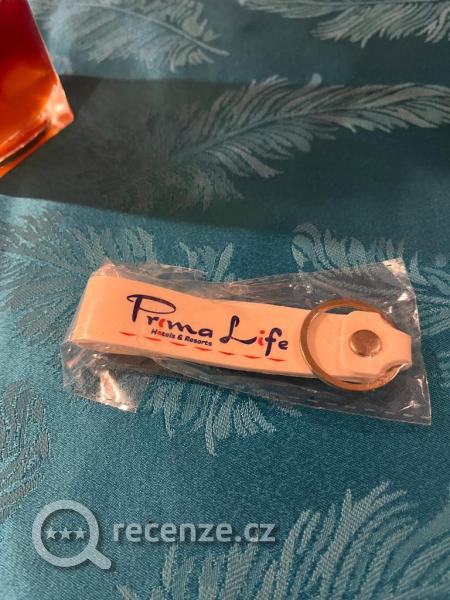 Prima Life
Hotels & Resorts
recenze.cz